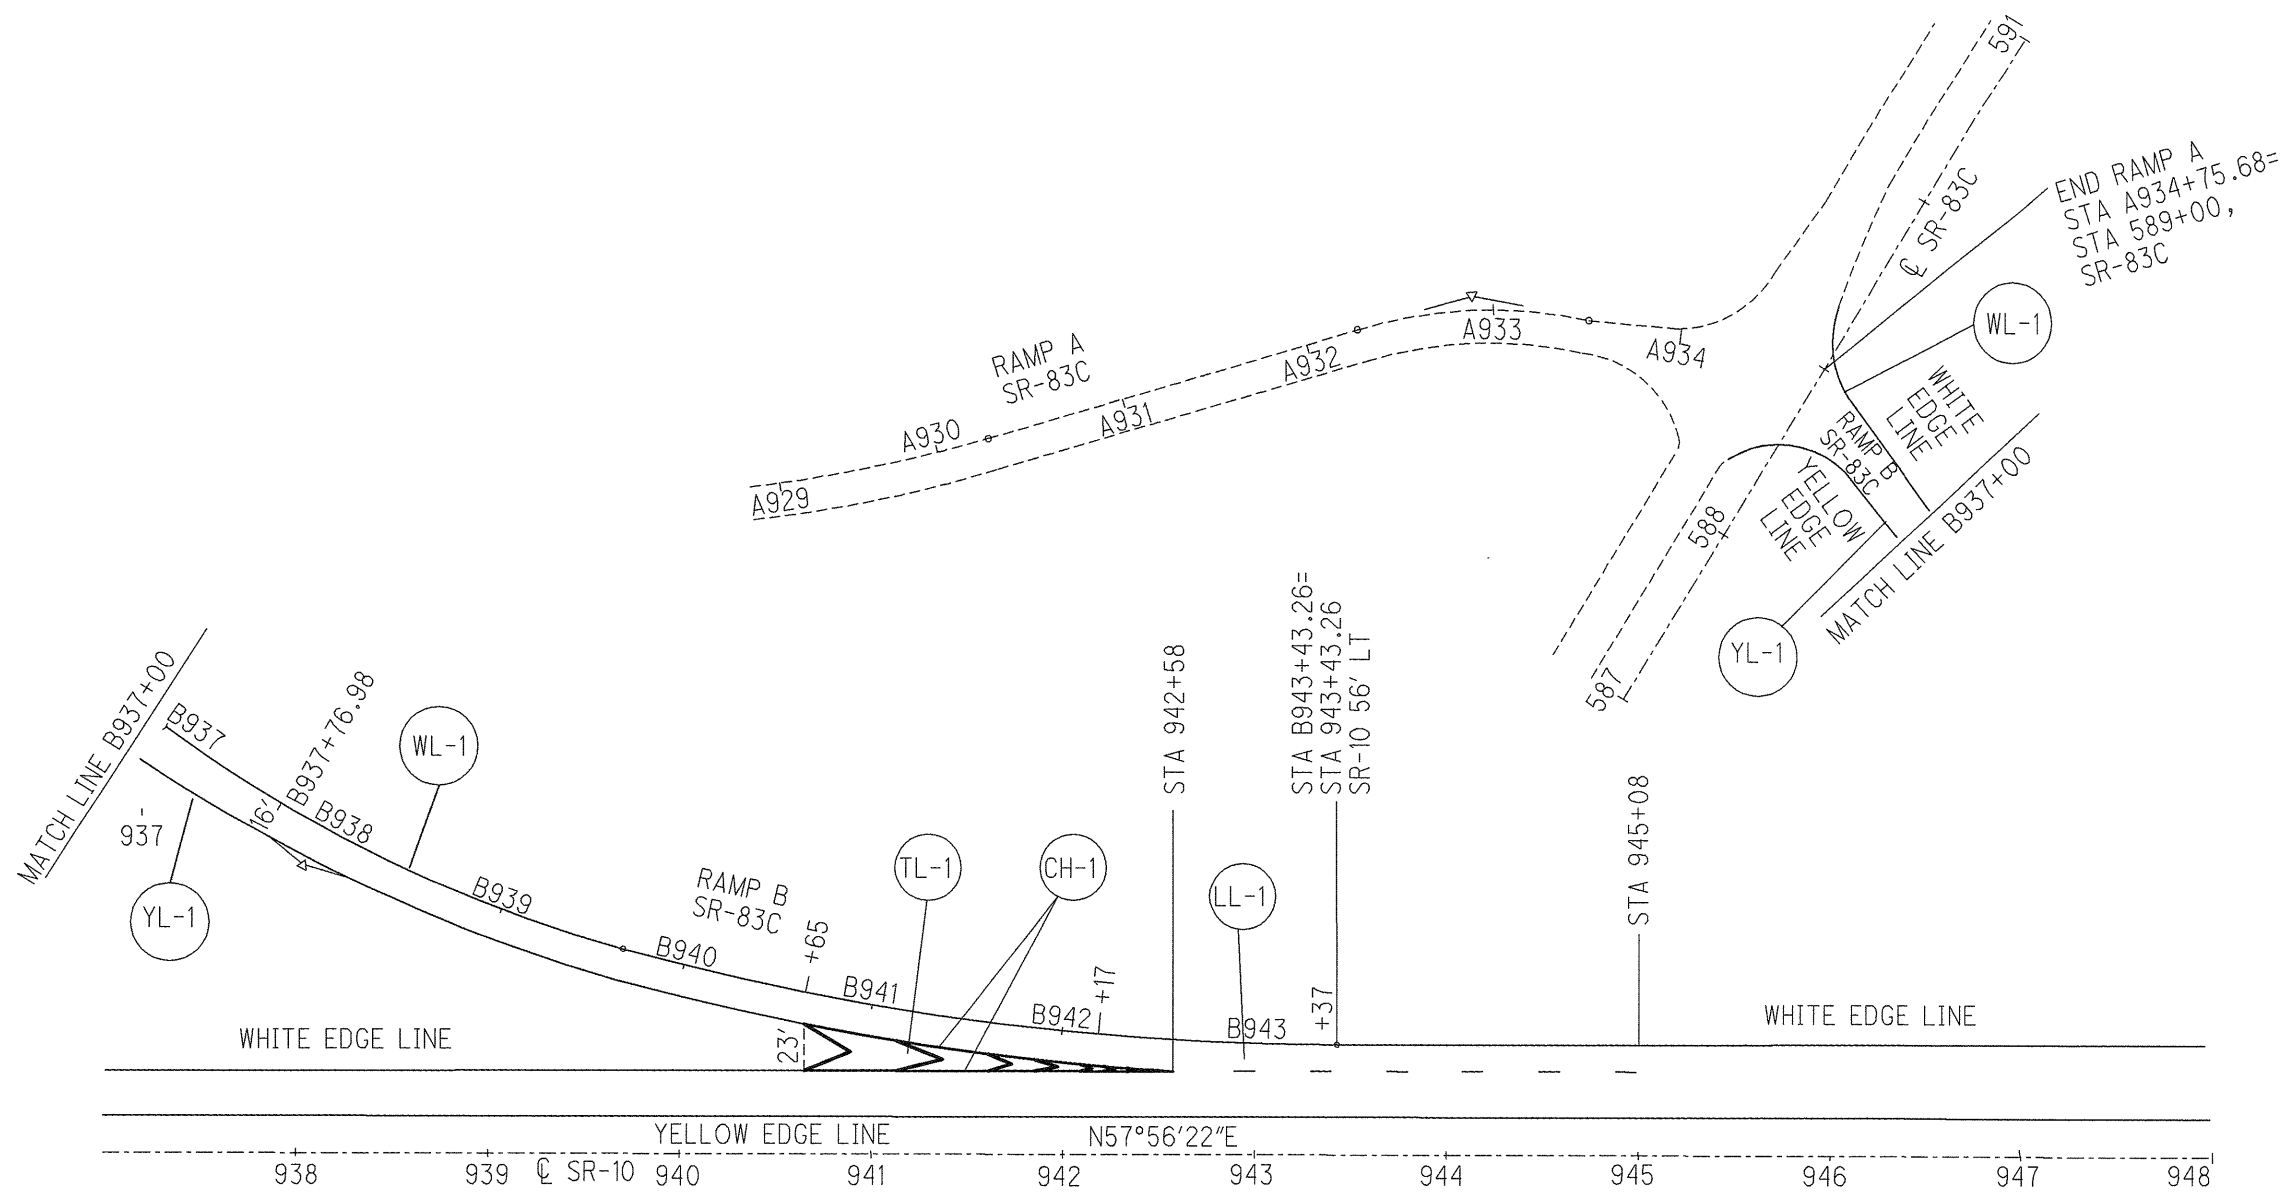 591
℄ SR-83C
END RAMP A
STA A934+75.68=
STA 589+00,
SR-83C
WL-1
RAMP A
SR-83C
A929
A930
A931
A932
A933
A934
WHITE
EDGE
LINE
RAMP B
SR-83C
YELLOW
EDGE
LINE
MATCH LINE B937+00
588
587
YL-1
MATCH LINE B937+00
B937
B937+76.98
16'
B938
937
WL-1
YL-1
B939
RAMP B
SR-83C
B940
+65
B941
TL-1
CH-1
B942
+17
STA 942+58
LL-1
B943
STA B943+43.26=
STA 943+43.26
SR-10 56' LT
+37
STA 945+08
WHITE EDGE LINE
23'
WHITE EDGE LINE
YELLOW EDGE LINE
N57°56'22"E
938
939
℄ SR-10
940
941
942
943
944
945
946
947
948